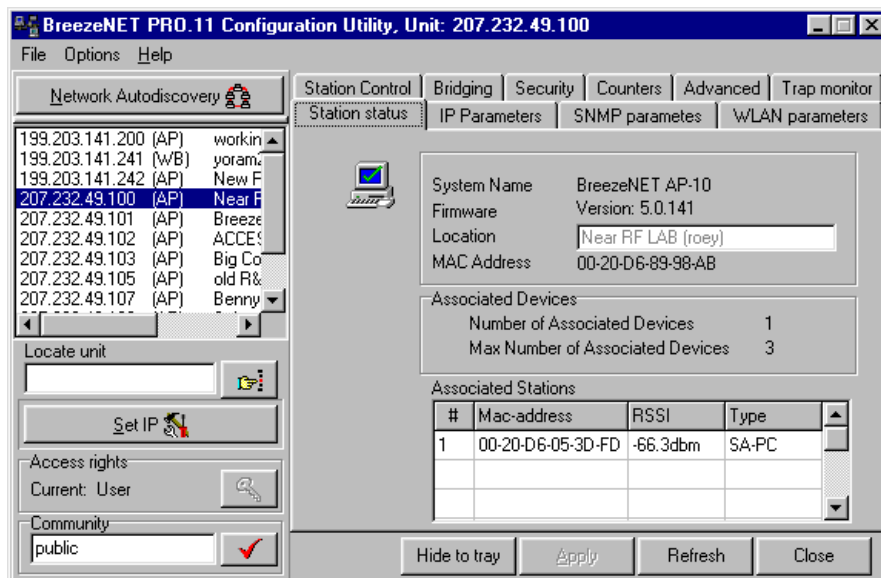 BreezeNET PRO.11 Configuration Utility, Unit: 207.232.49.100
File Options Help
Network Autodiscovery
199.203.141.200 (AP) workin
199.203.141.241 (WB) yoram
199.203.141.242 (AP) New F
207.232.49.100 (AP) Near F
207.232.49.101 (AP) Breeze
207.232.49.102 (AP) ACCES
207.232.49.103 (AP) Big Co
207.232.49.105 (AP) old R&
207.232.49.107 (AP) Benny
Locate unit
Set IP
Access rights
Current: User
Community
public
Station Control Bridging Security Counters Advanced Trap monitor
Station status IP Parameters SNMP parametes WLAN parameters
System Name BreezeNET AP-10
Firmware Version: 5.0.141
Location Near RF LAB (roey)
MAC Address 00-20-D6-89-98-AB
Associated Devices
Number of Associated Devices 1
Max Number of Associated Devices 3
Associated Stations
# Mac-address RSSI Type
1 00-20-D6-05-3D-FD -66.3dbm SA-PC
Hide to tray Apply Refresh Close